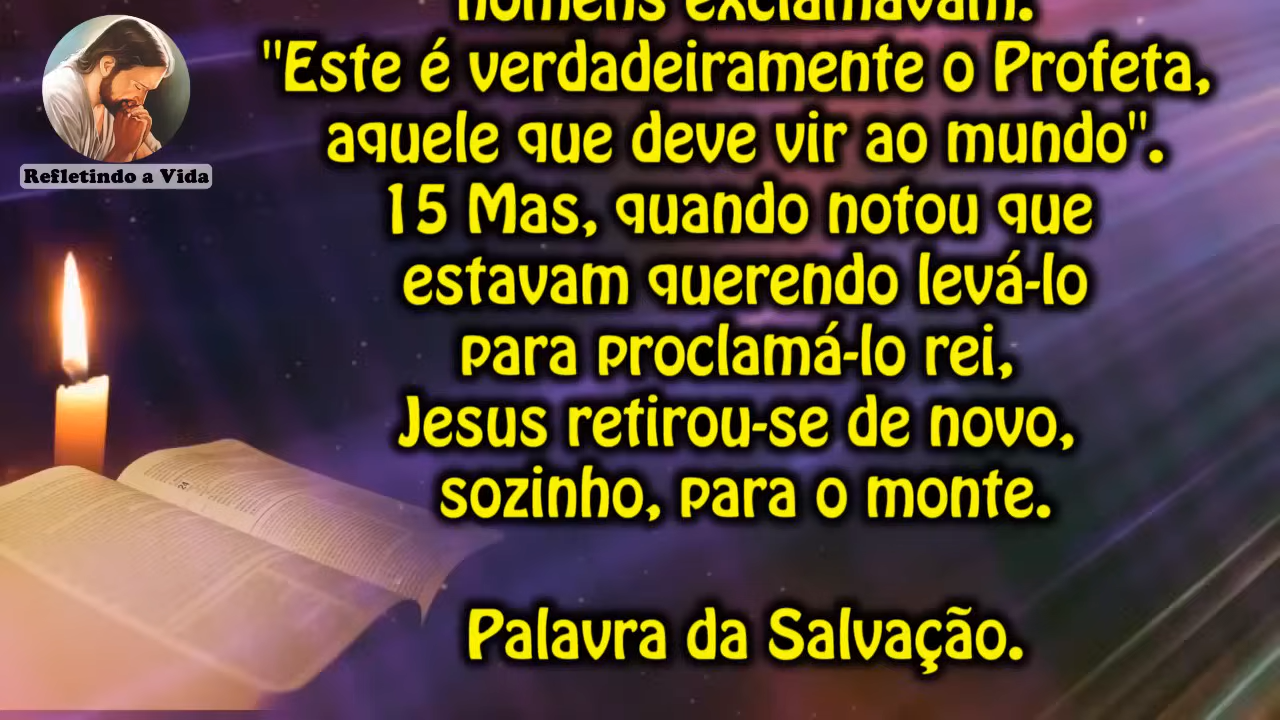 homens exclamavam:
"Este é verdadeiramente o Profeta,
aquele que deve vir ao mundo".
15 Mas, quando notou que
estavam querendo levá-lo
para proclamá-lo rei,
Jesus retirou-se de novo,
sozinho, para o monte.
Palavra da Salvação.
Refletindo a Vida